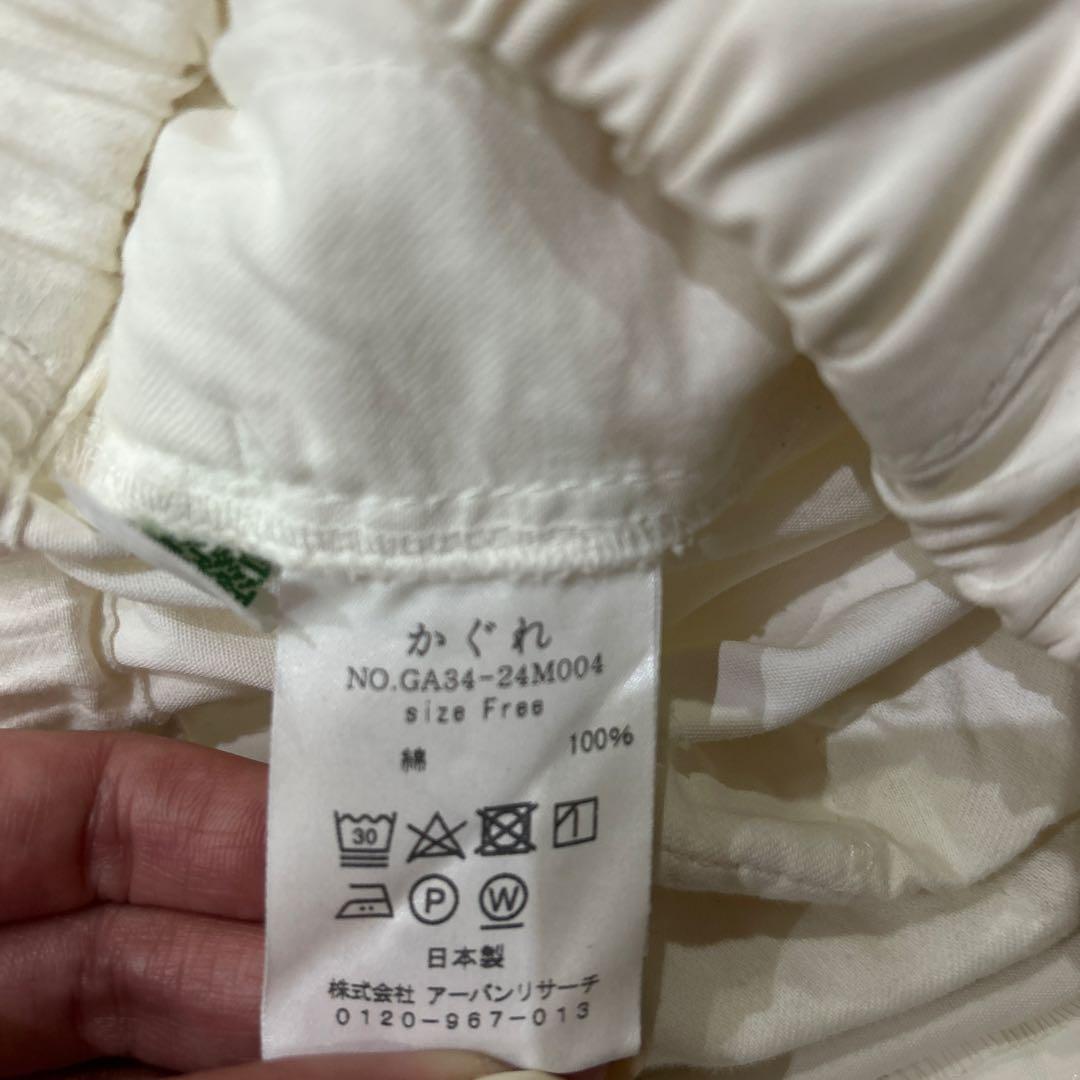 かぐれ
NO.GA34-24M004
size Free
綿 100%
30
P W
日本製
株式会社 アーバンリサーチ
0120-967-013